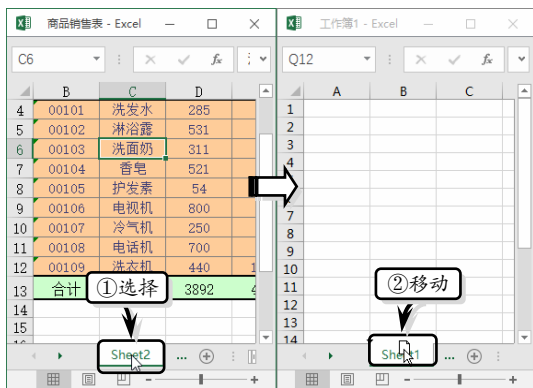 商品销售表 - Excel
工作簿1 - Excel
C6
fx
Q12
fx
B C D
A B C
4 00101 洗发水 285
5 00102 淋浴露 531
6 00103 洗面奶 311
7 00104 香皂 521
8 00105 护发素 54
9 00106 电视机 800
10 00107 冷气机 250
11 00108 电话机 700
12 00109 洗衣机 440 1
13 合计 3892 4
14
15
16
1
2
3
4
6
7
8
9
10
11
12
13
14
①选择
②移动
Sheet2 ...
Sheet1 ...